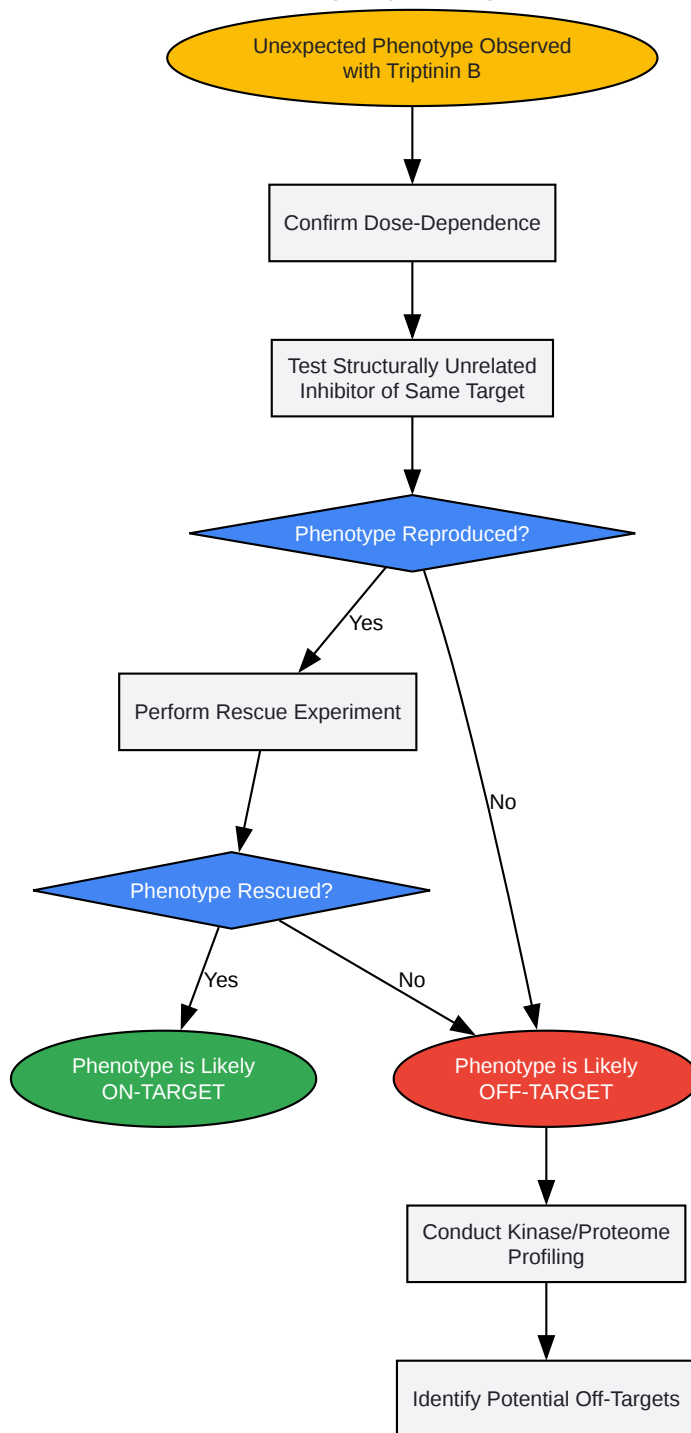 Unexpected Phenotype Observed
with Triptinin B
Confirm Dose-Dependence
Test Structurally Unrelated
Inhibitor of Same Target
Phenotype Reproduced?
Yes
Perform Rescue Experiment
No
Phenotype Rescued?
Yes
No
Phenotype is Likely
ON-TARGET
Phenotype is Likely
OFF-TARGET
Conduct Kinase/Proteome
Profiling
Identify Potential Off-Targets